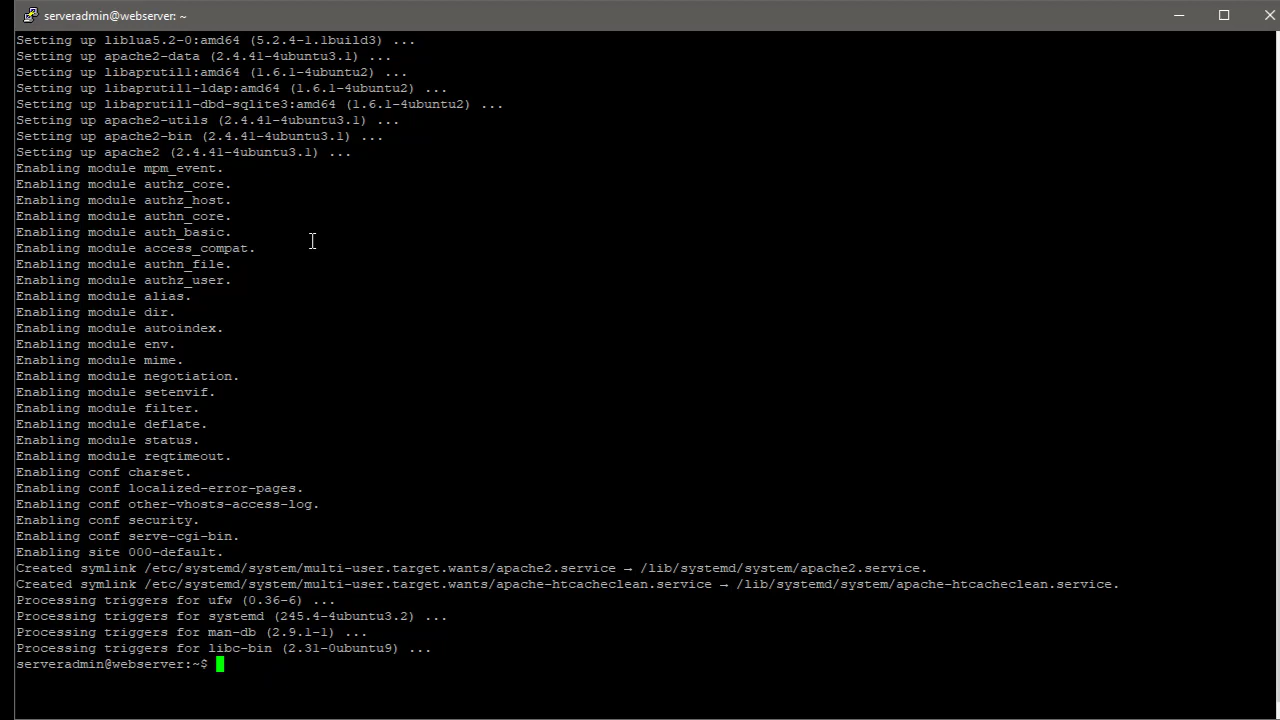 serveradmin@webserver: ~
Setting up liblua5.2-0:amd64 (5.2.4-1.1build3) ...
Setting up apache2-data (2.4.41-4ubuntu3.1) ...
Setting up libaprutil1:amd64 (1.6.1-4ubuntu2) ...
Setting up libaprutil1-ldap:amd64 (1.6.1-4ubuntu2) ...
Setting up libaprutil1-dbd-sqlite3:amd64 (1.6.1-4ubuntu2) ...
Setting up apache2-utils (2.4.41-4ubuntu3.1) ...
Setting up apache2-bin (2.4.41-4ubuntu3.1) ...
Setting up apache2 (2.4.41-4ubuntu3.1) ...
Enabling module mpm_event.
Enabling module authz_core.
Enabling module authz_host.
Enabling module authn_core.
Enabling module auth_basic.
Enabling module access_compat.
Enabling module authn_file.
Enabling module authz_user.
Enabling module alias.
Enabling module dir.
Enabling module autoindex.
Enabling module env.
Enabling module mime.
Enabling module negotiation.
Enabling module setenvif.
Enabling module filter.
Enabling module deflate.
Enabling module status.
Enabling module reqtimeout.
Enabling conf charset.
Enabling conf localized-error-pages.
Enabling conf other-vhosts-access-log.
Enabling conf security.
Enabling conf serve-cgi-bin.
Enabling site 000-default.
Created symlink /etc/systemd/system/multi-user.target.wants/apache2.service → /lib/systemd/system/apache2.service.
Created symlink /etc/systemd/system/multi-user.target.wants/apache-htcacheclean.service → /lib/systemd/system/apache-htcacheclean.service.
Processing triggers for ufw (0.36-6) ...
Processing triggers for systemd (245.4-4ubuntu3.2) ...
Processing triggers for man-db (2.9.1-1) ...
Processing triggers for libc-bin (2.31-0ubuntu9) ...
serveradmin@webserver:~$